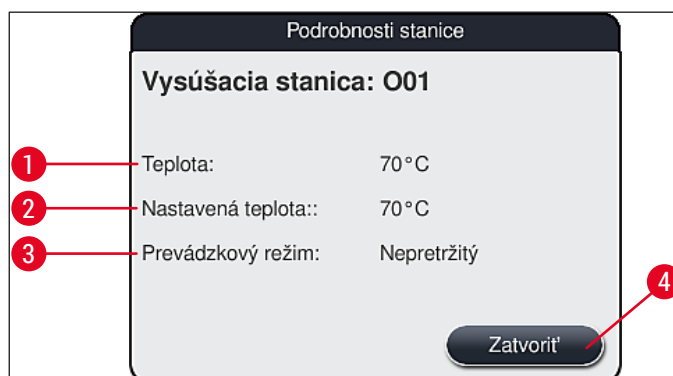 Podrobnosti stanice
Vysúšacia stanica: O01
1 Teplota: 70°C
2 Nastavená teplota:: 70°C
3 Prevádzkový režim: Nepretržitý
4
Zatvoriť